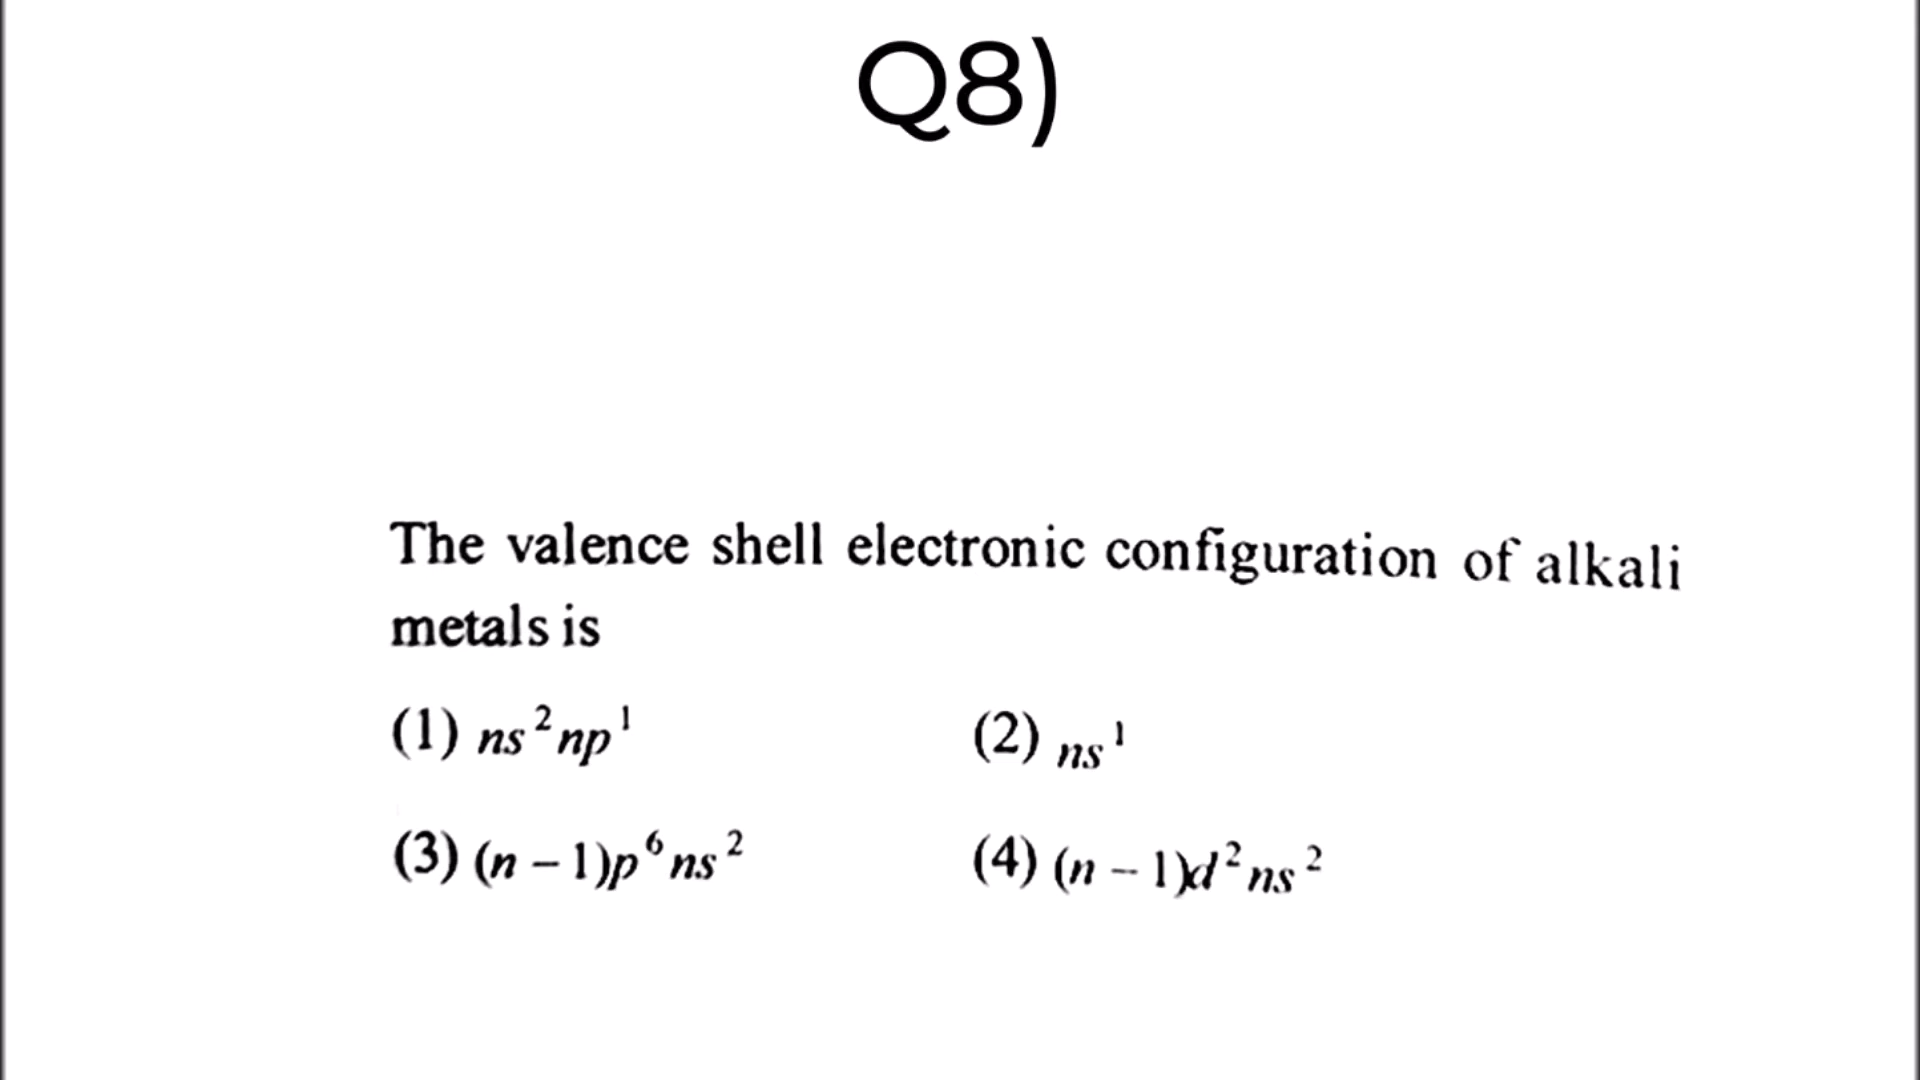 Q8)
The valence shell electronic configuration of alkali
metals is
(1) ns²np¹ (2) ns¹
(3) (n – 1)p⁶ns² (4) (n – 1)d²ns²